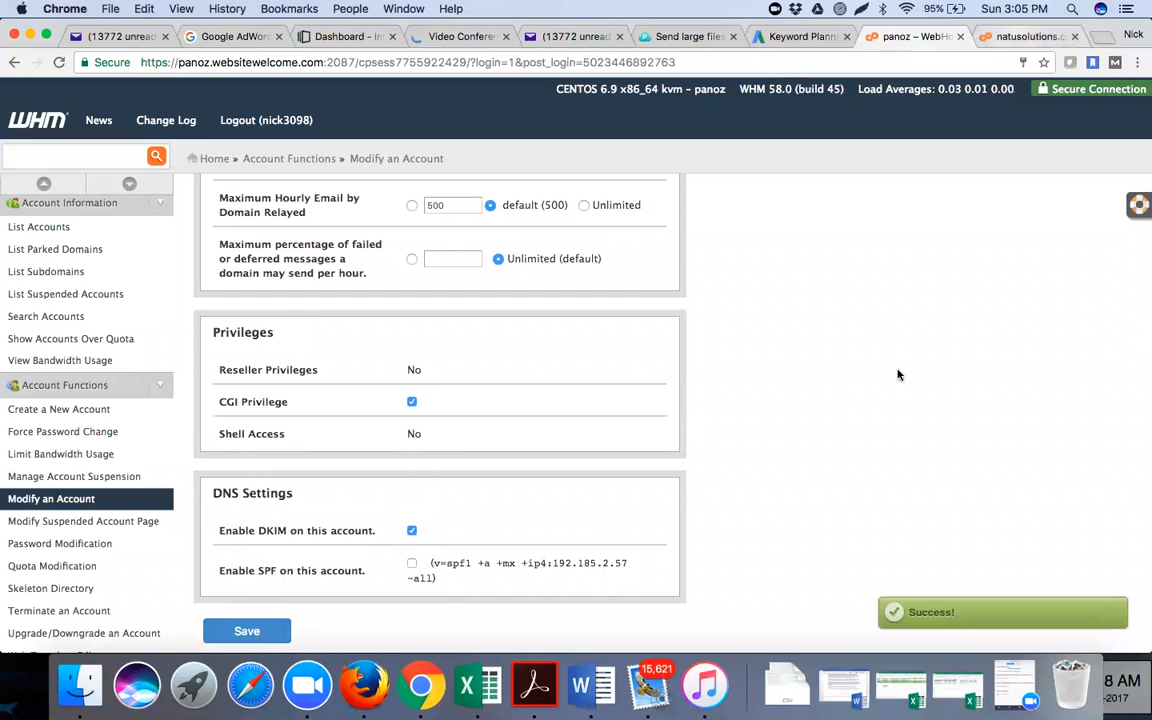 Chrome File Edit View History Bookmarks People Window Help 95% Sun 3:05 PM
(13772 unread Google AdWor Dashboard - In Video Conferen (13772 unread Send large files Keyword Plann panoz – WebHo natusolutions.c Nick
Secure https://panoz.websitewelcome.com:2087/cpsess7755922429/?login=1&post_login=5023446892763
CENTOS 6.9 x86_64 kvm – panoz WHM 58.0 (build 45) Load Averages: 0.03 0.01 0.00 Secure Connection
WHM News Change Log Logout (nick3098)
Home » Account Functions » Modify an Account
Account Information
List Accounts
List Parked Domains
List Subdomains
List Suspended Accounts
Search Accounts
Show Accounts Over Quota
View Bandwidth Usage
Account Functions
Create a New Account
Force Password Change
Limit Bandwidth Usage
Manage Account Suspension
Modify an Account
Modify Suspended Account Page
Password Modification
Quota Modification
Skeleton Directory
Terminate an Account
Upgrade/Downgrade an Account
Maximum Hourly Email by
Domain Relayed
500 default (500) Unlimited
Maximum percentage of failed
or deferred messages a
domain may send per hour.
Unlimited (default)
Privileges
Reseller Privileges No
CGI Privilege
Shell Access No
DNS Settings
Enable DKIM on this account.
Enable SPF on this account.
(v=spf1 +a +mx +ip4:192.185.2.57
~all)
Save
Success!
15,621
CSV
8 AM
-2017